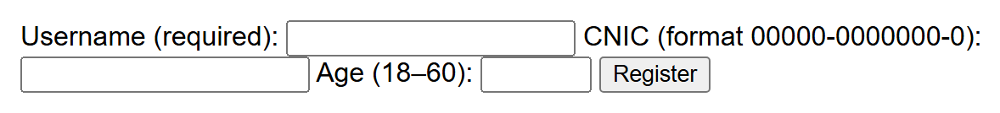 Username (required): CNIC (format 00000-0000000-0):
Age (18–60): Register